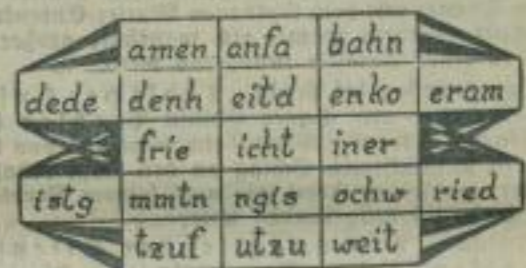 amen anfa bahn
dede denh eitd enko eram
frie icht iner
istg mmtn ngis ochw ried
tzuf utzu weit